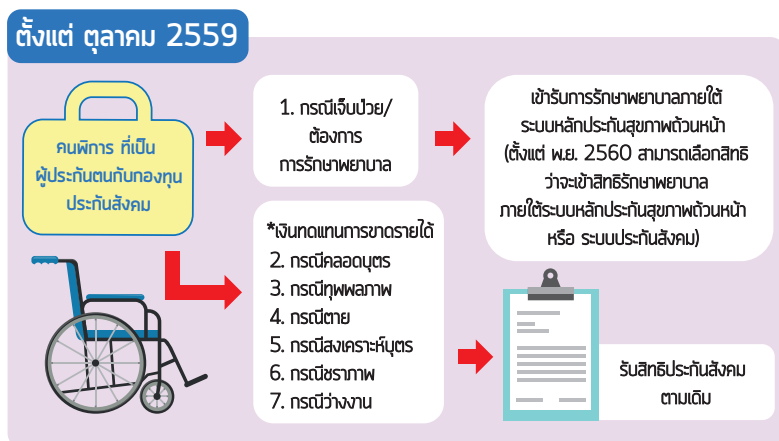 ตั้งแต่ ตุลาคม 2559
คนพิการ ที่เป็น
ผู้ประกันตนกับกองทุน
ประกันสังคม
1. กรณีเจ็บป่วย/
ต้องการ
การรักษาพยาบาล
เข้ารับการรักษาพยาบาลภายใต้
ระบบหลักประกันสุขภาพถ้วนหน้า
(ตั้งแต่ พ.ย. 2560 สามารถเลือกสิทธิ
ว่าจะเข้าสิทธิรักษาพยาบาล
ภายใต้ระบบหลักประกันสุขภาพถ้วนหน้า
หรือ ระบบประกันสังคม)
*เงินทดแทนการขาดรายได้
2. กรณีคลอดบุตร
3. กรณีทุพพลภาพ
4. กรณีตาย
5. กรณีสงเคราะห์บุตร
6. กรณีชราภาพ
7. กรณีว่างงาน
รับสิทธิประกันสังคม
ตามเดิม